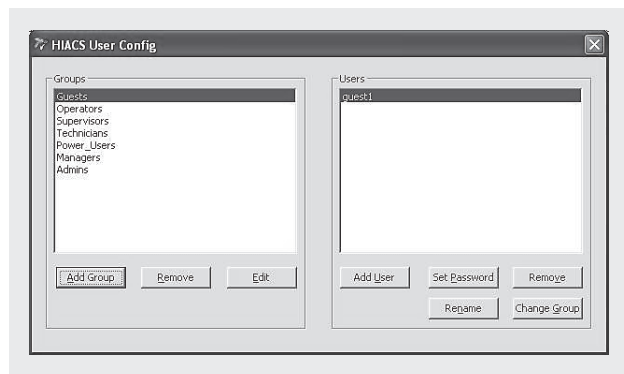 HIACS User Config
Groups
Guests
Operators
Supervisors
Technicians
Power_Users
Managers
Admins
Add Group
Remove
Edit
Users
guest1
Add User
Set Password
Remove
Rename
Change Group